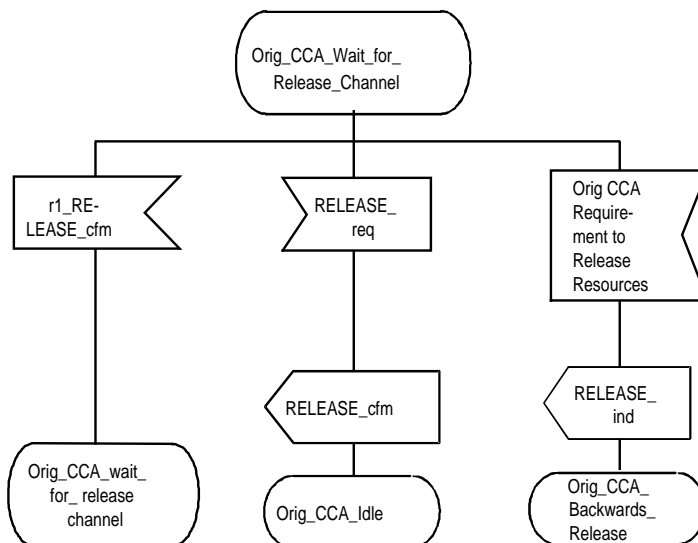 Orig_CCA_Wait_for_
Release_Channel
r1_RE-
LEASE_cfm
RELEASE_
req
Orig CCA
Require-
ment to
Release
Resources
RELEASE_cfm
RELEASE_
ind
Orig_CCA_wait_
for_ release
channel
Orig_CCA_Idle
Orig_CCA_
Backwards_
Release